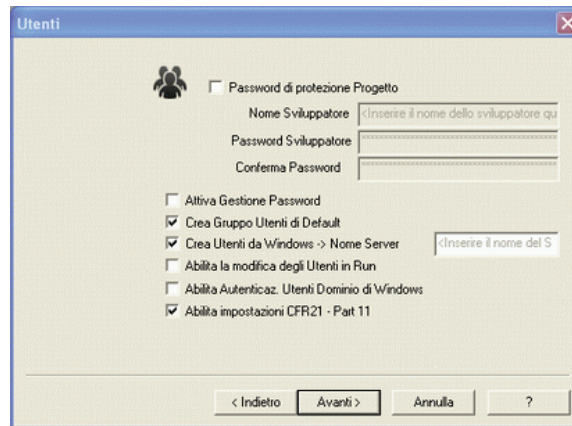 Utenti
Password di protezione Progetto
Nome Sviluppatore <Inserire il nome dello sviluppatore qu
Password Sviluppatore
Conferma Password
Attiva Gestione Password
Crea Gruppo Utenti di Default
Crea Utenti da Windows -> Nome Server <Inserire il nome del S
Abilita la modifica degli Utenti in Run
Abilita Autenticaz. Utenti Dominio di Windows
Abilita impostazioni CFR21 - Part 11
< Indietro Avanti > Annulla ?